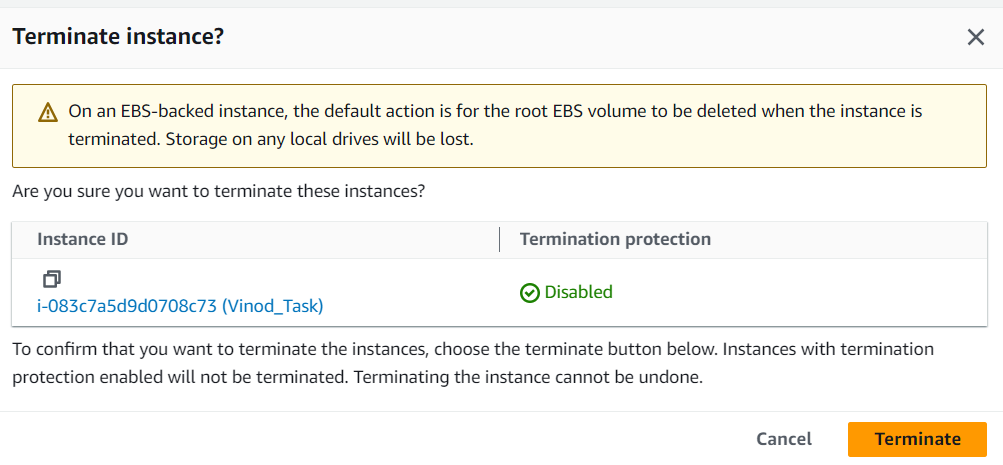 Terminate instance?
On an EBS-backed instance, the default action is for the root EBS volume to be deleted when the instance is
terminated. Storage on any local drives will be lost.
Are you sure you want to terminate these instances?
Instance ID
Termination protection
i-083c7a5d9d0708c73 (Vinod_Task)
Disabled
To confirm that you want to terminate the instances, choose the terminate button below. Instances with termination
protection enabled will not be terminated. Terminating the instance cannot be undone.
Cancel
Terminate